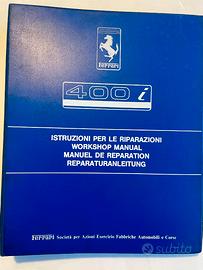 Ferrari
400 i
ISTRUZIONI PER LE RIPARAZIONI
WORKSHOP MANUAL
MANUEL DE REPARATION
REPARATURANLEITUNG
Ferrari Società per Azioni Esercizio Fabbriche Automobili e Corse
subito